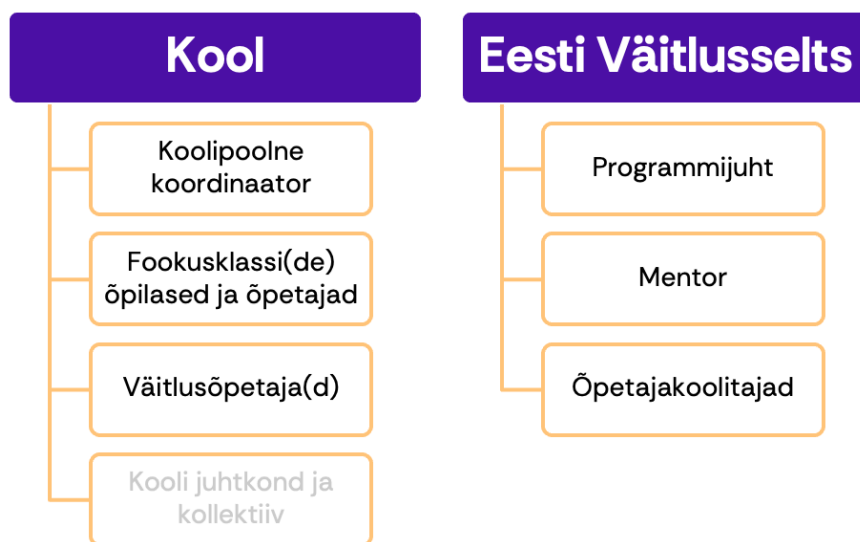 Kool
Koolipoolne
koordinaator
Fookusklassi(de)
õpilased ja õpetajad
Väitlusõpetaja(d)
Kooli juhtkond ja
kollektiiv
Eesti Väitlusselts
Programmijuht
Mentor
Õpetajakoolitajad